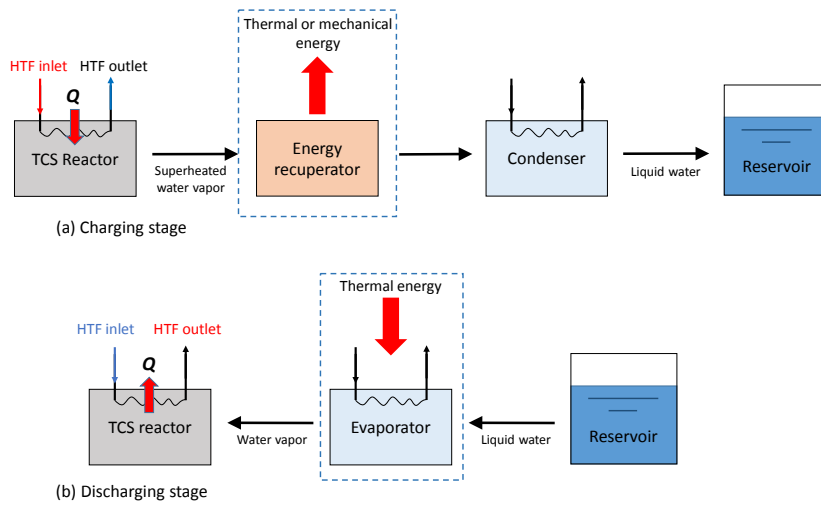 Thermal or mechanical
energy
HTF inlet
HTF outlet
Q
TCS Reactor
Superheated
water vapor
Energy
recuperator
Condenser
Liquid water
Reservoir
(a) Charging stage
Thermal energy
HTF inlet
HTF outlet
Q
TCS reactor
Water vapor
Evaporator
Liquid water
Reservoir
(b) Discharging stage